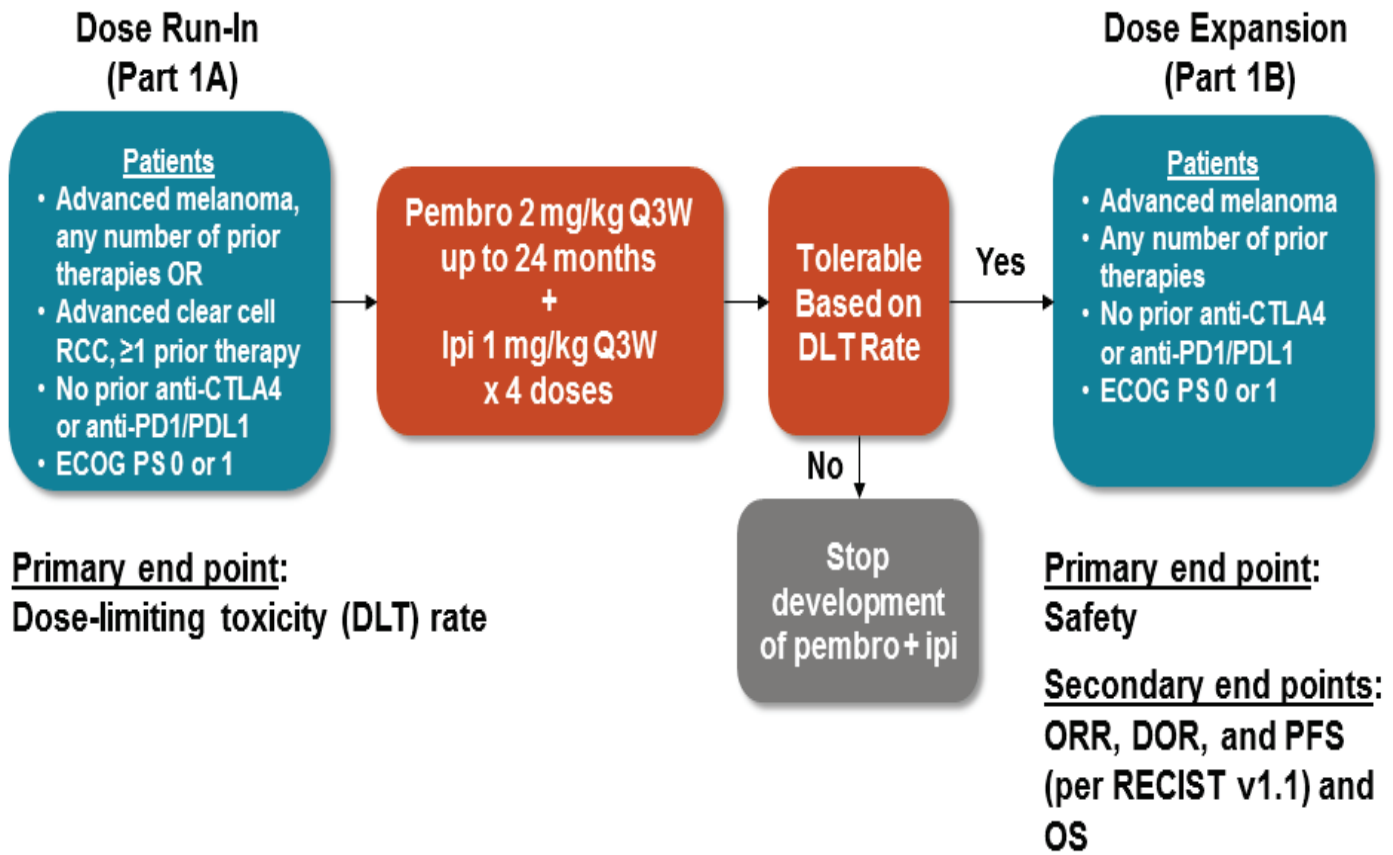 Dose Run-In
(Part 1A)
Patients
• Advanced melanoma,
any number of prior
therapies OR
• Advanced clear cell
RCC, ≥1 prior therapy
• No prior anti-CTLA4
or anti-PD1/PDL1
• ECOG PS 0 or 1
Primary end point:
Dose-limiting toxicity (DLT) rate
Pembro 2 mg/kg Q3W
up to 24 months
+
Ipi 1 mg/kg Q3W
x 4 doses
Tolerable
Based on
DLT Rate
Yes
No
Stop
development
of pembro + ipi
Dose Expansion
(Part 1B)
Patients
• Advanced melanoma
• Any number of prior
therapies
• No prior anti-CTLA4
or anti-PD1/PDL1
• ECOG PS 0 or 1
Primary end point:
Safety
Secondary end points:
ORR, DOR, and PFS
(per RECIST v1.1) and
OS